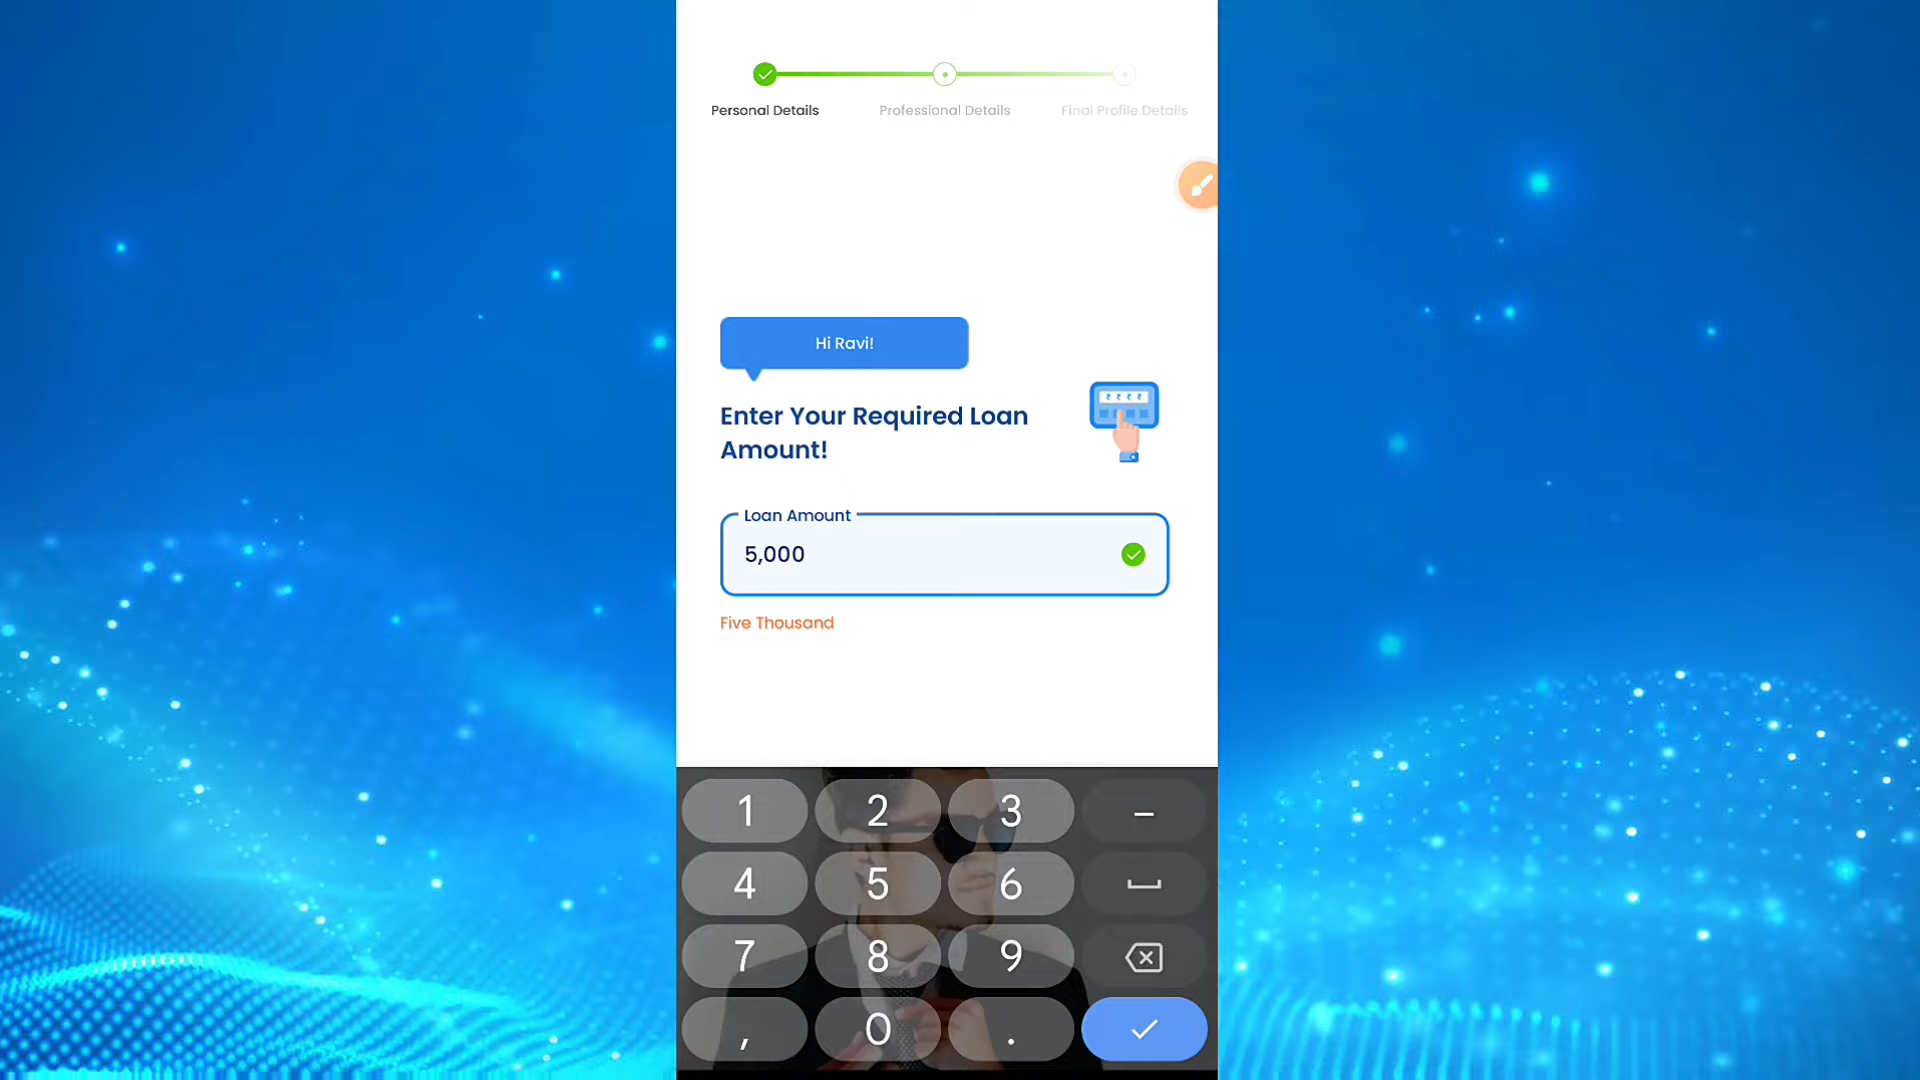 Personal Details Professional Details Final Profile Details
Hi Ravi!
₹ ₹ ₹ ₹
Enter Your Required Loan
Amount!
Loan Amount
5,000
Five Thousand
1 2 3 –
4 5 6
7 8 9
, 0 .